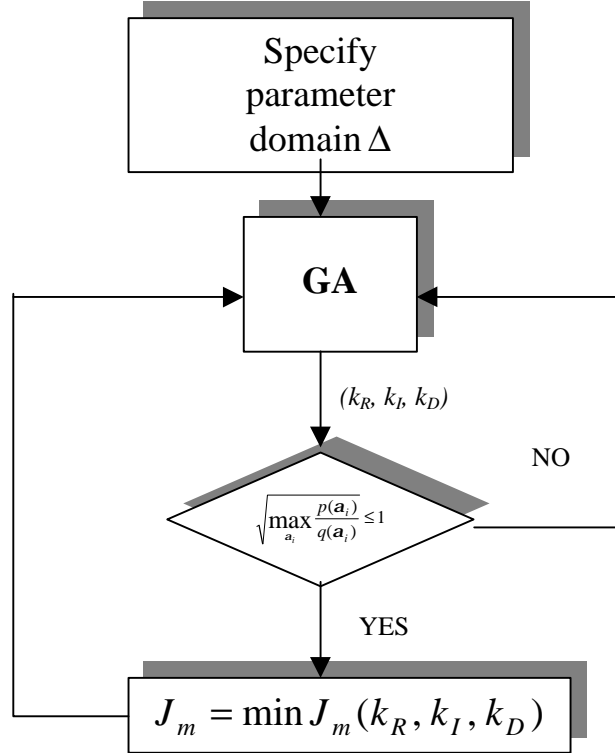 Specify
parameter
domain Δ
GA
(k_R, k_I, k_D)
NO
√(max_{a_i} p(a_i)/q(a_i)) ≤ 1
YES
J_m = min J_m(k_R, k_I, k_D)